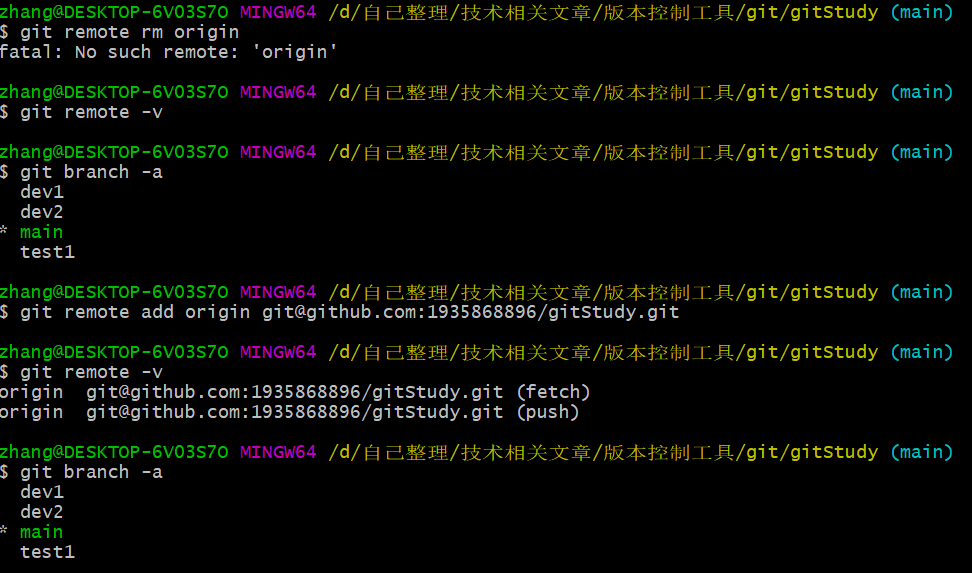 zhang@DESKTOP-6V03S7O MINGW64 /d/自己整理/技术相关文章/版本控制工具/git/gitStudy (main)
$ git remote rm origin
fatal: No such remote: 'origin'
zhang@DESKTOP-6V03S7O MINGW64 /d/自己整理/技术相关文章/版本控制工具/git/gitStudy (main)
$ git remote -v
zhang@DESKTOP-6V03S7O MINGW64 /d/自己整理/技术相关文章/版本控制工具/git/gitStudy (main)
$ git branch -a
dev1
dev2
* main
test1
zhang@DESKTOP-6V03S7O MINGW64 /d/自己整理/技术相关文章/版本控制工具/git/gitStudy (main)
$ git remote add origin git@github.com:1935868896/gitStudy.git
zhang@DESKTOP-6V03S7O MINGW64 /d/自己整理/技术相关文章/版本控制工具/git/gitStudy (main)
$ git remote -v
origin  git@github.com:1935868896/gitStudy.git (fetch)
origin  git@github.com:1935868896/gitStudy.git (push)
zhang@DESKTOP-6V03S7O MINGW64 /d/自己整理/技术相关文章/版本控制工具/git/gitStudy (main)
$ git branch -a
dev1
dev2
* main
test1